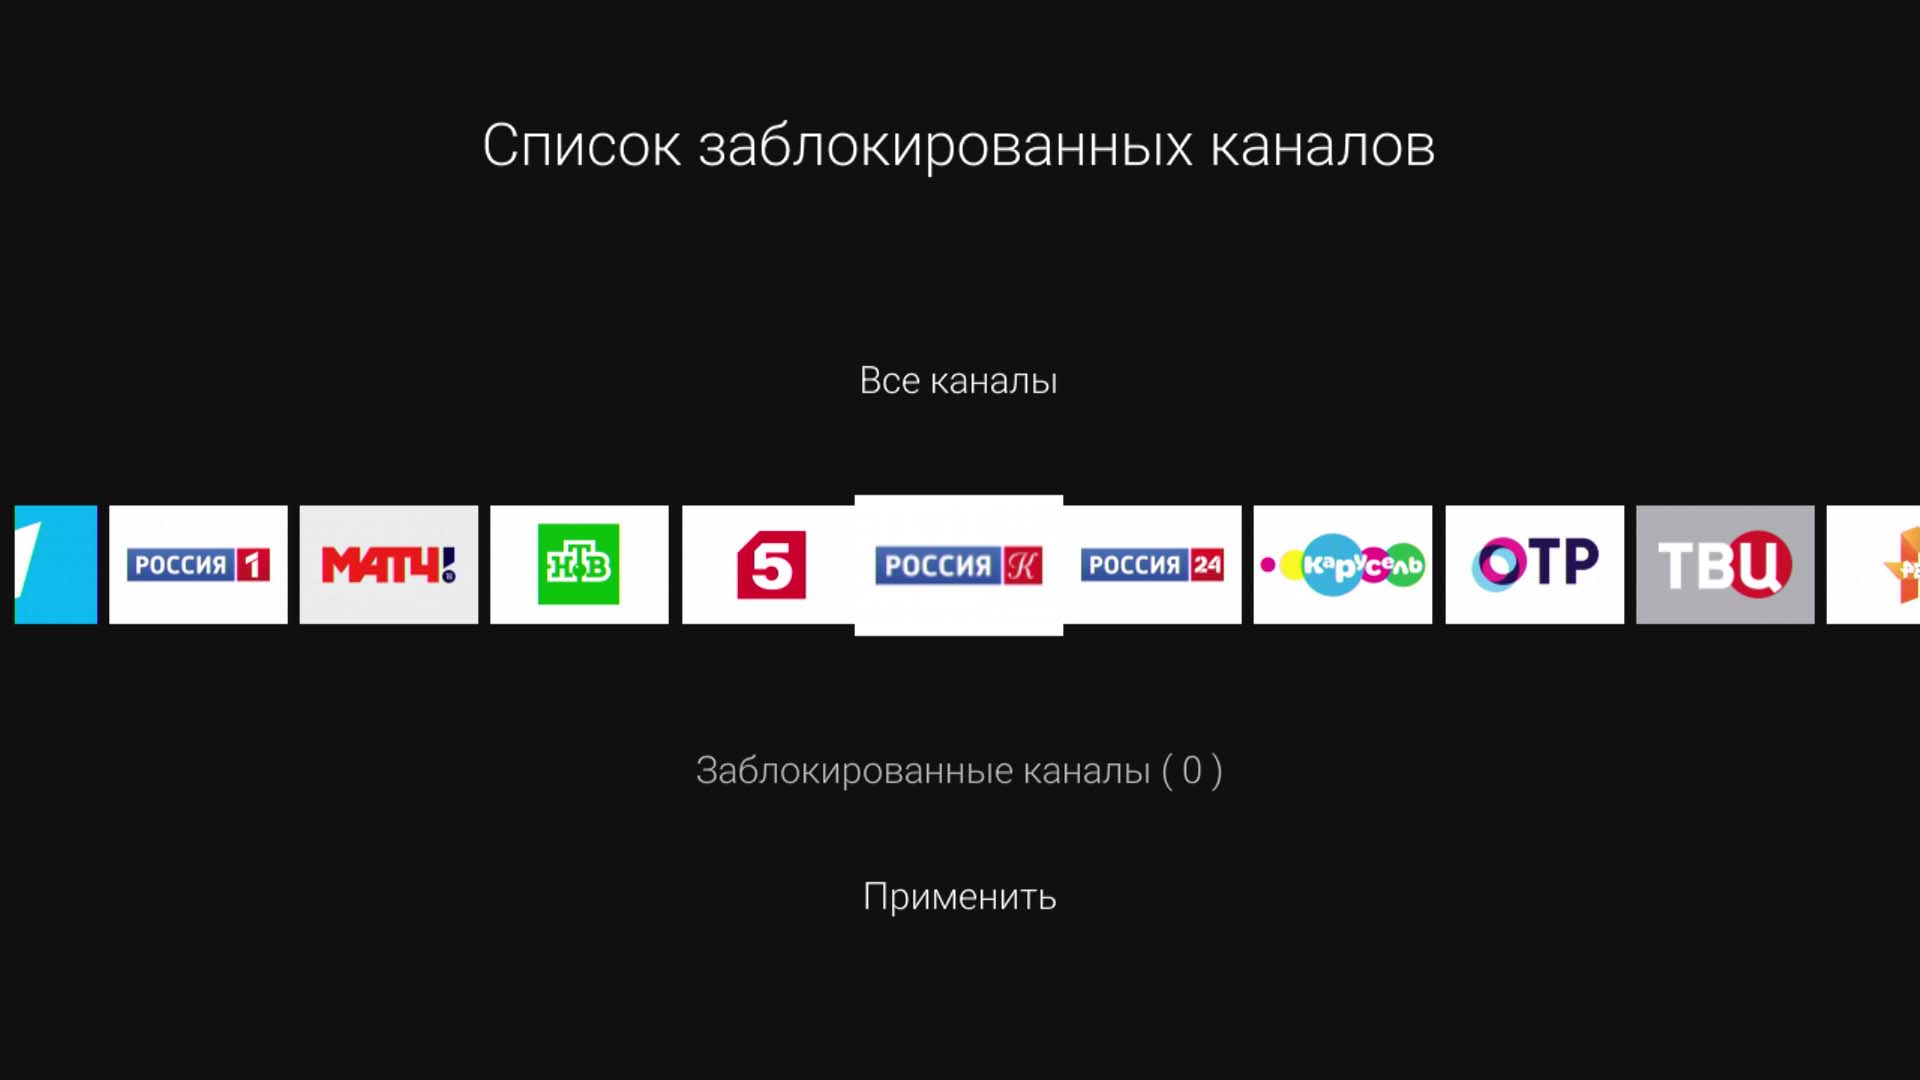 Список заблокированных каналов
Все каналы
1 РОССИЯ 1 МАТЧ! НТВ 5 РОССИЯ К РОССИЯ 24 Карусель ОТР ТВЦ
Заблокированные каналы ( 0 )
Применить